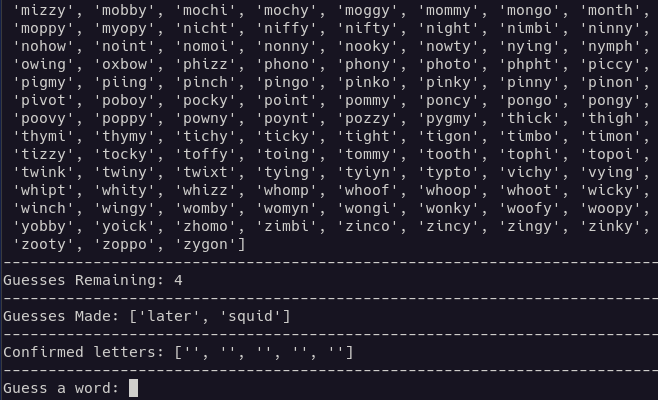 'mizzy', 'mobby', 'mochi', 'mochy', 'moggy', 'mommy', 'mongo', 'month',
'moppy', 'myopy', 'nicht', 'niffy', 'nifty', 'night', 'nimbi', 'ninny',
'nohow', 'noint', 'nomoi', 'nonny', 'nooky', 'nowty', 'nying', 'nymph',
'owing', 'oxbow', 'phizz', 'phono', 'phony', 'photo', 'phpht', 'piccy',
'pigmy', 'piing', 'pinch', 'pingo', 'pinko', 'pinky', 'pinny', 'pinon',
'pivot', 'poboy', 'pocky', 'point', 'pommy', 'poncy', 'pongo', 'pongy',
'poovy', 'poppy', 'powny', 'poynt', 'pozzy', 'pygmy', 'thick', 'thigh',
'thymi', 'thymy', 'tichy', 'ticky', 'tight', 'tigon', 'timbo', 'timon',
'tizzy', 'tocky', 'toffy', 'toing', 'tommy', 'tooth', 'tophi', 'topoi',
'twink', 'twiny', 'twixt', 'tying', 'tyiyn', 'typto', 'vichy', 'vying',
'whipt', 'whity', 'whizz', 'whomp', 'whoof', 'whoop', 'whoot', 'wicky',
'winch', 'wingy', 'womby', 'womyn', 'wongi', 'wonky', 'woofy', 'woopy',
'yobby', 'yoick', 'zhomo', 'zimbi', 'zinco', 'zincy', 'zingy', 'zinky',
'zooty', 'zoppo', 'zygon']
Guesses Remaining: 4
Guesses Made: ['later', 'squid']
Confirmed letters: ['', '', '', '', '']
Guess a word: